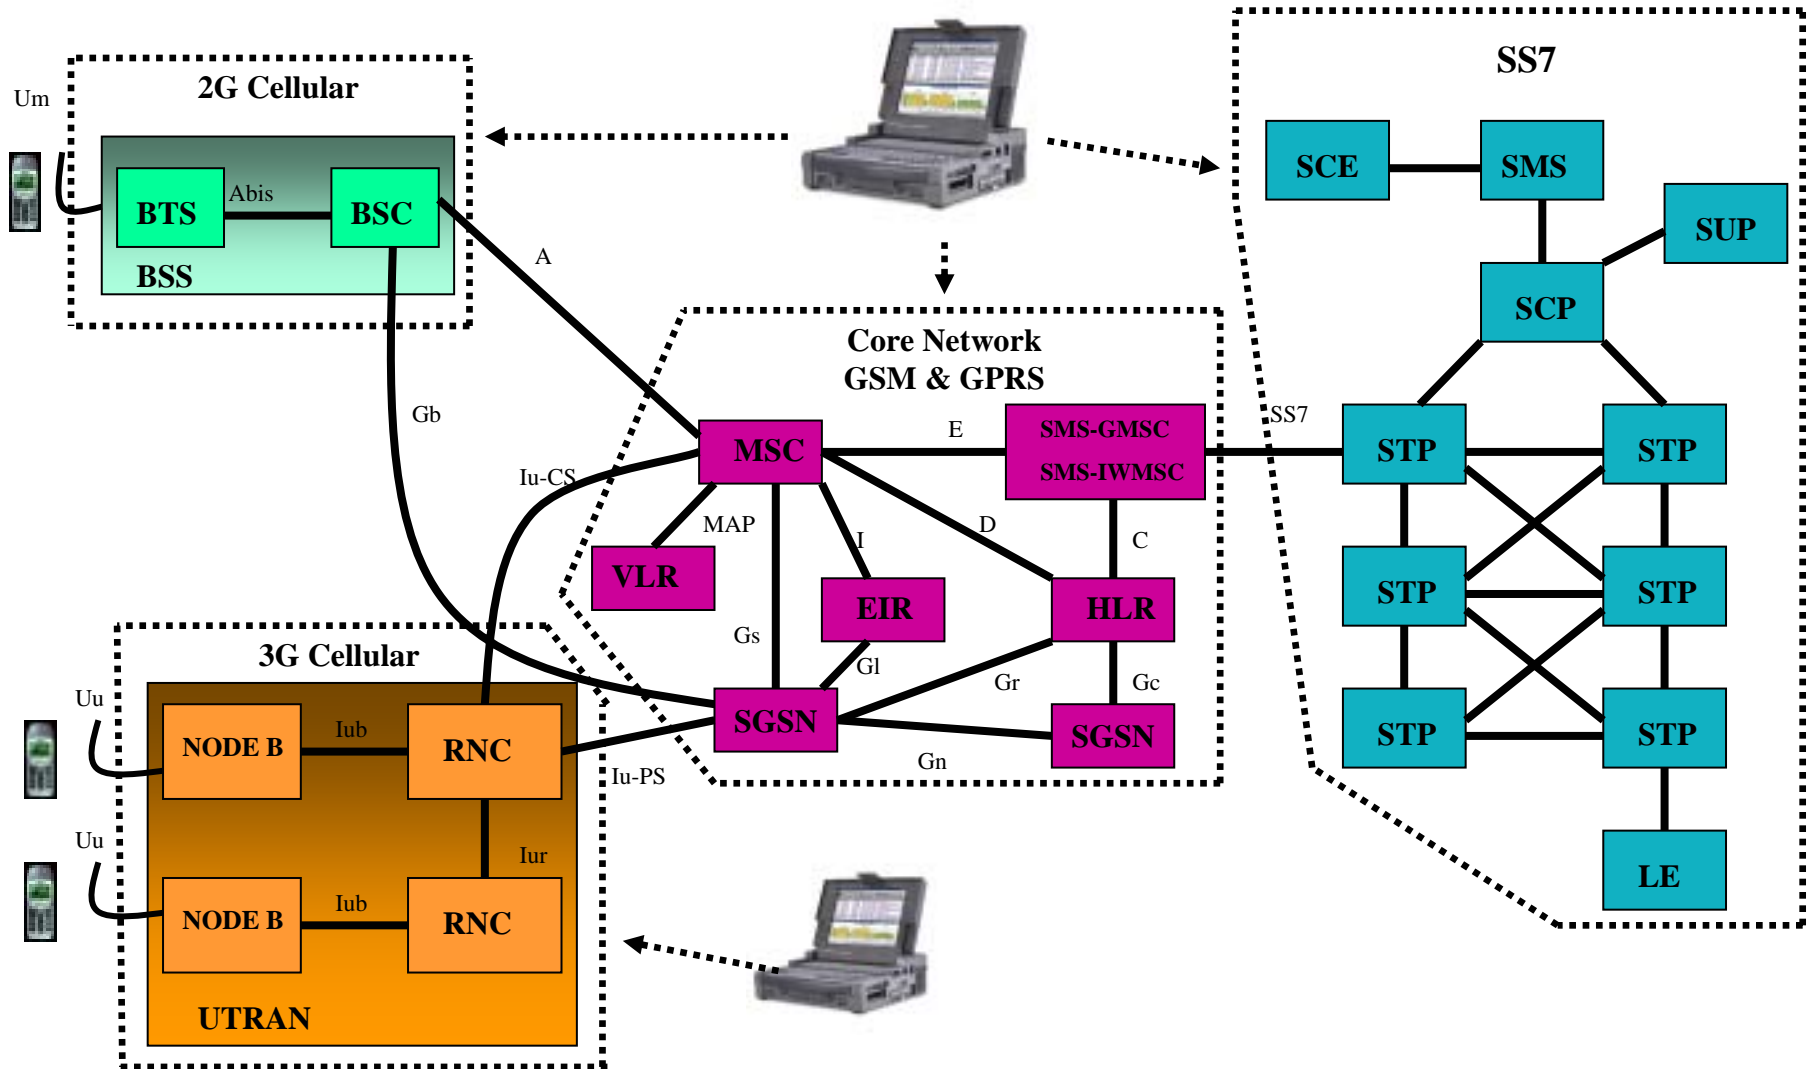 SS7
2G Cellular
Um
SCE
SMS
BTS
Abis
BSC
SUP
BSS
A
SCP
Core Network
GSM & GPRS
Gb
E
SMS-GMSC
SMS-IWMSC
SS7
MSC
STP
STP
Iu-CS
MAP
I
D
C
VLR
EIR
HLR
STP
STP
Gs
3G Cellular
Gl
Gr
Gc
Uu
NODE B
Iub
RNC
SGSN
SGSN
STP
STP
Gn
Iu-PS
Uu
Iur
LE
NODE B
Iub
RNC
UTRAN